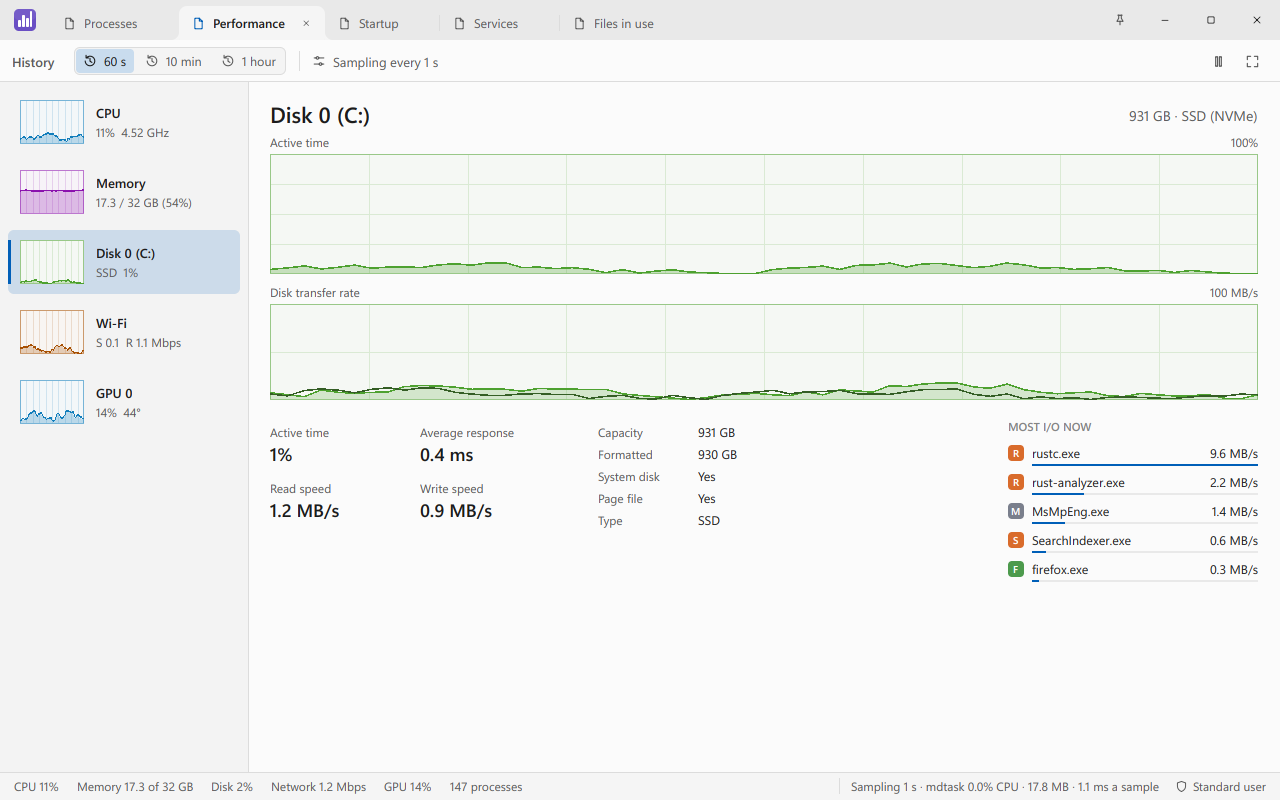 Processes
Performance
Startup
Services
Files in use
History
60 s
10 min
1 hour
Sampling every 1 s
CPU
11% 4.52 GHz
Memory
17.3 / 32 GB (54%)
Disk 0 (C:)
SSD 1%
Wi-Fi
S 0.1 R 1.1 Mbps
GPU 0
14% 44°
Disk 0 (C:)
931 GB · SSD (NVMe)
Active time
100%
Disk transfer rate
100 MB/s
Active time
1%
Average response
0.4 ms
Read speed
1.2 MB/s
Write speed
0.9 MB/s
Capacity 931 GB
Formatted 930 GB
System disk Yes
Page file Yes
Type SSD
MOST I/O NOW
R rustc.exe 9.6 MB/s
R rust-analyzer.exe 2.2 MB/s
M MsMpEng.exe 1.4 MB/s
S SearchIndexer.exe 0.6 MB/s
F firefox.exe 0.3 MB/s
CPU 11% Memory 17.3 of 32 GB Disk 2% Network 1.2 Mbps GPU 14% 147 processes
Sampling 1 s · mdtask 0.0% CPU · 17.8 MB · 1.1 ms a sample Standard user